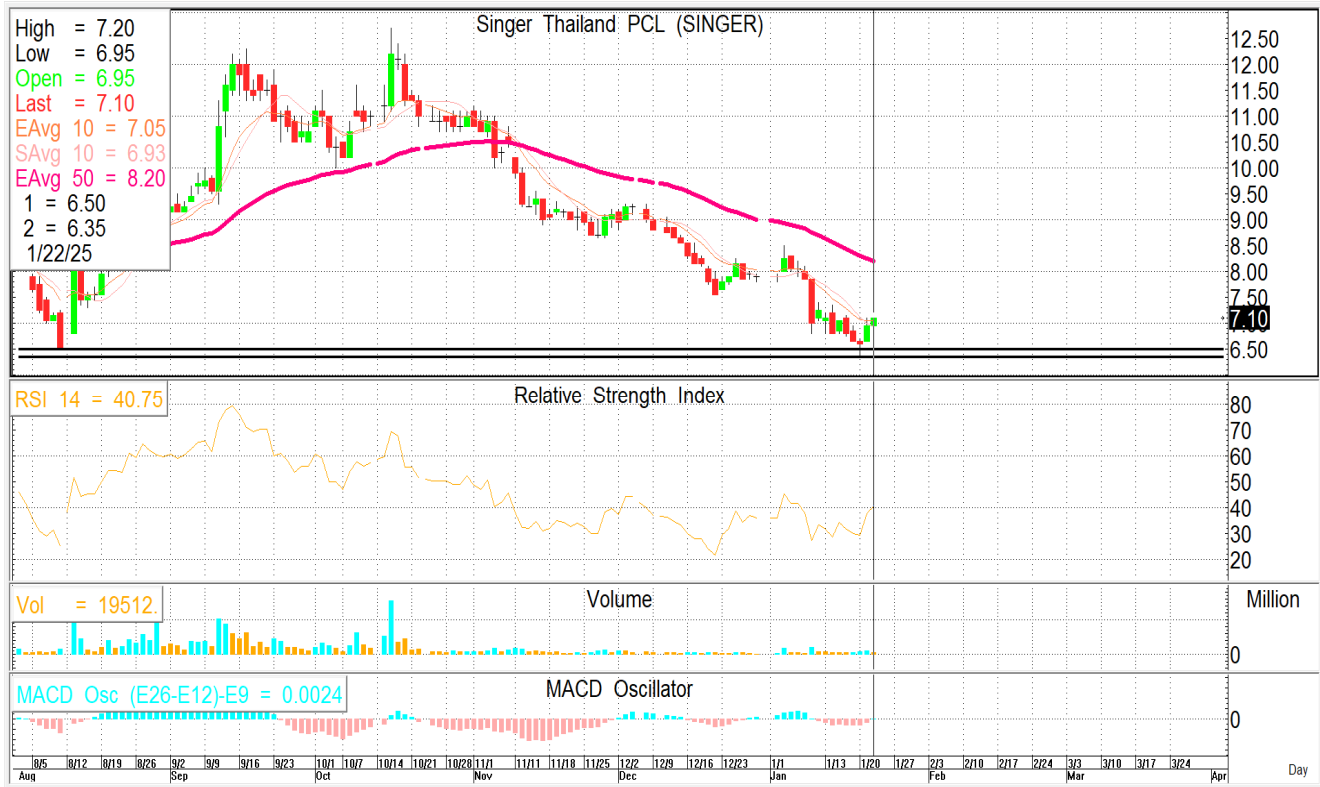 Singer Thailand PCL (SINGER)
High = 7.20
Low = 6.95
Open = 6.95
Last = 7.10
EAvg 10 = 7.05
SAvg 10 = 6.93
EAvg 50 = 8.20
1 = 6.50
2 = 6.35
1/22/25
12.50
12.00
11.50
11.00
10.50
10.00
9.50
9.00
8.50
8.00
7.50
7.10
6.50
Relative Strength Index
RSI 14 = 40.75
80
70
60
50
40
30
20
Volume
Vol = 19512.
Million
0
MACD Oscillator
MACD Osc (E26-E12)-E9 = 0.0024
0
8/5 8/12 8/19 8/26 9/2 9/9 9/16 9/23 10/1 10/7 10/14 10/21 10/28 11/1 11/11 11/18 11/25 12/2 12/9 12/16 12/23 1/1 1/13 1/20 1/27 2/3 2/10 2/17 2/24 3/3 3/10 3/17 3/24
Aug Sep Oct Nov Dec Jan Feb Mar Apr
Day